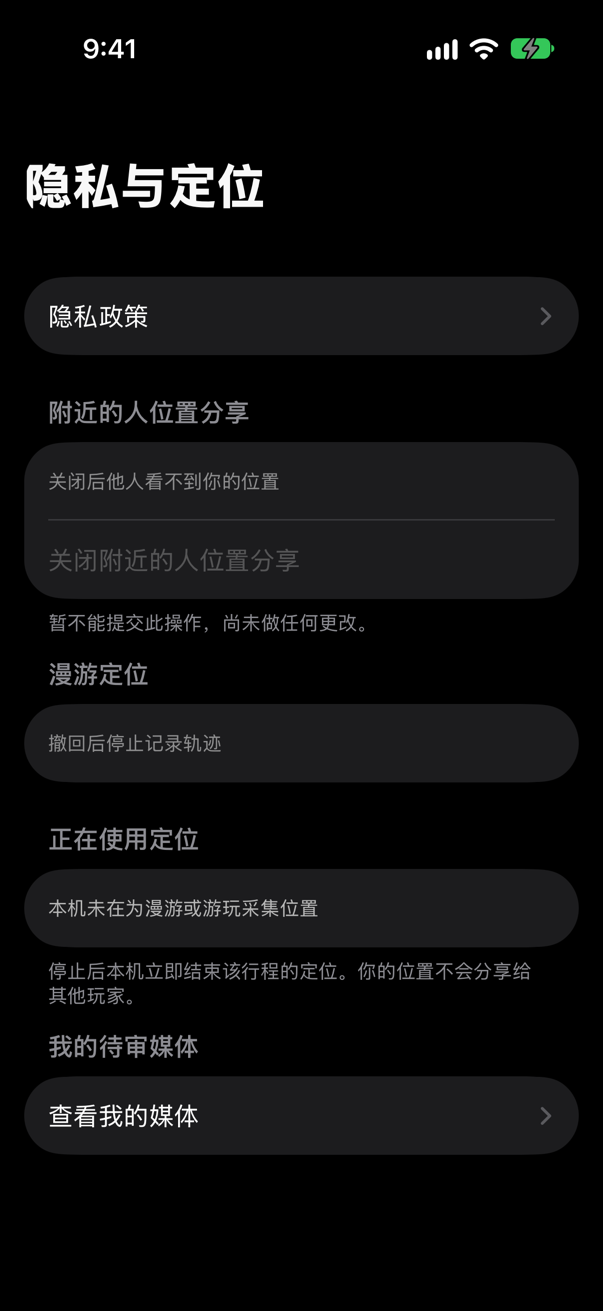 9:41
隐私与定位
隐私政策
附近的人位置分享
关闭后他人看不到你的位置
关闭附近的人位置分享
暂不能提交此操作，尚未做任何更改。
漫游定位
撤回后停止记录轨迹
正在使用定位
本机未在为漫游或游玩采集位置
停止后本机立即结束该行程的定位。你的位置不会分享给
其他玩家。
我的待审媒体
查看我的媒体